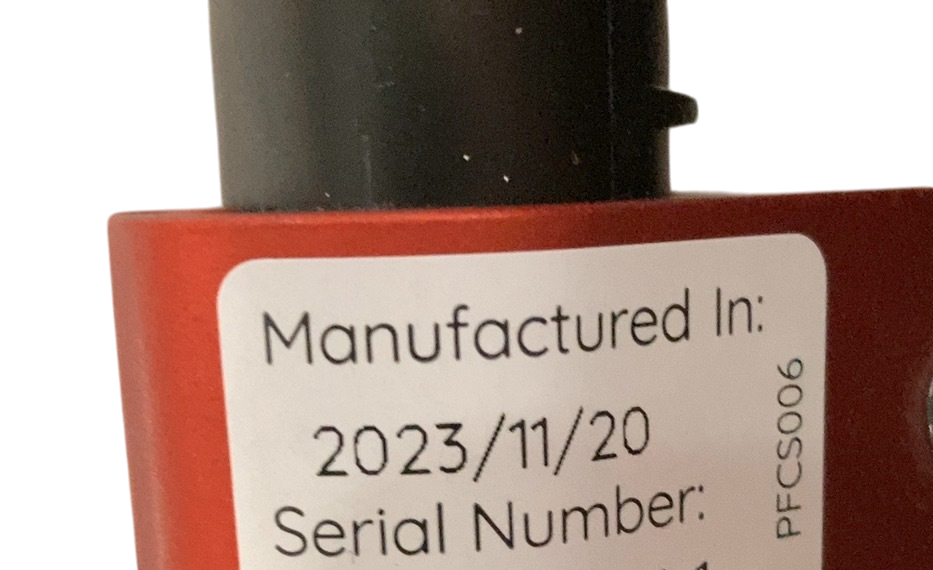 Manufactured In:
2023/11/20
Serial Number:
PFCS006